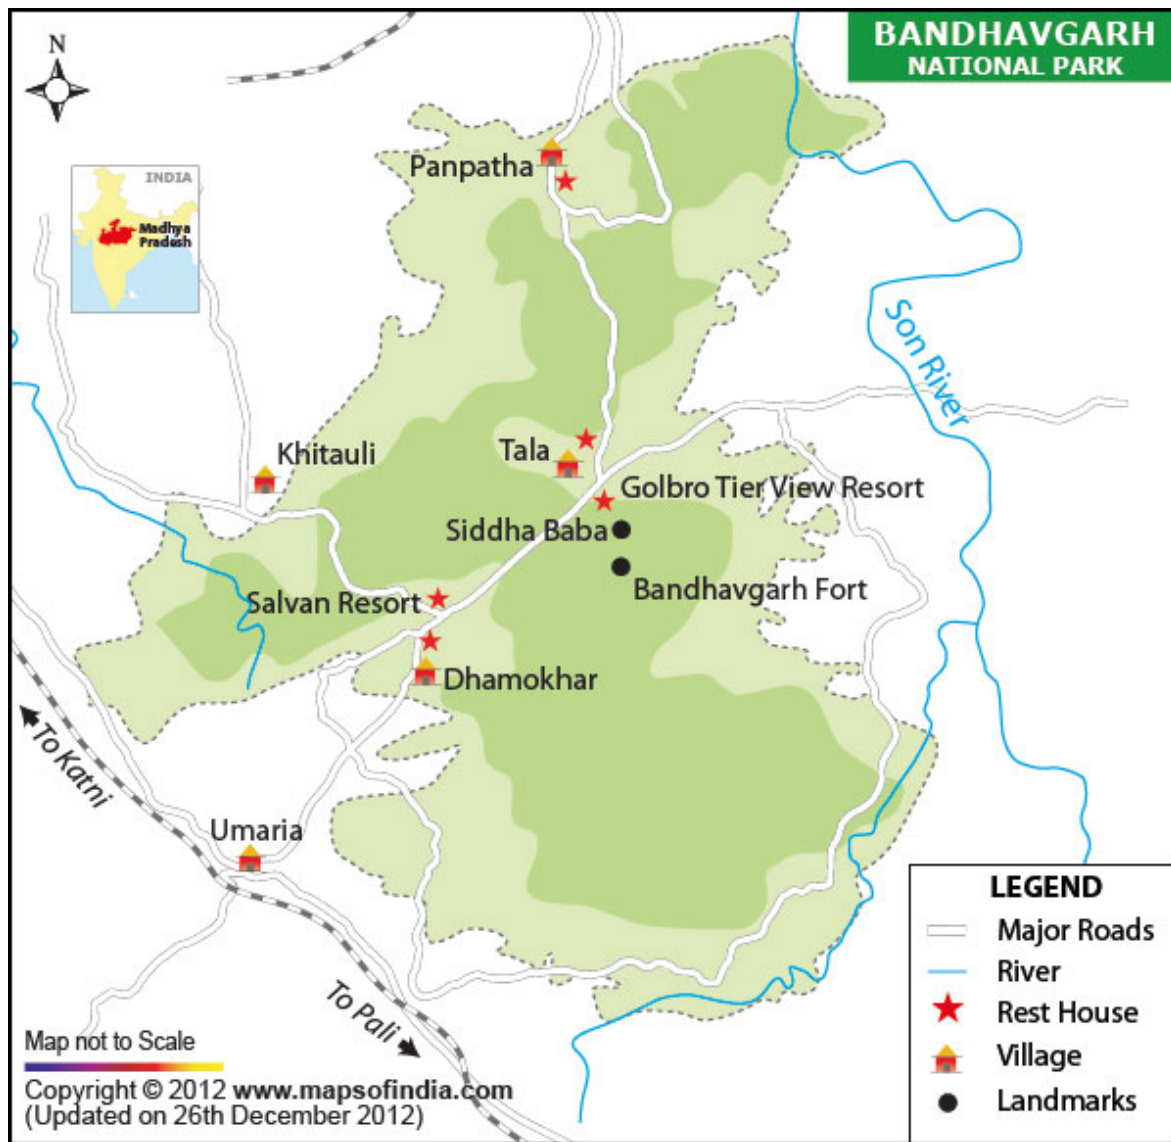 BANDHAVGARH
NATIONAL PARK
N
INDIA
Madhya
Pradesh
Panpatha
Son River
Khitauli
Tala
Golbro Tier View Resort
Siddha Baba
Bandhavgarh Fort
Salvan Resort
Dhamokhar
To Katni
Umaria
To Pali
LEGEND
Major Roads
River
Rest House
Village
Landmarks
Map not to Scale
Copyright © 2012 www.mapsofindia.com
(Updated on 26th December 2012)